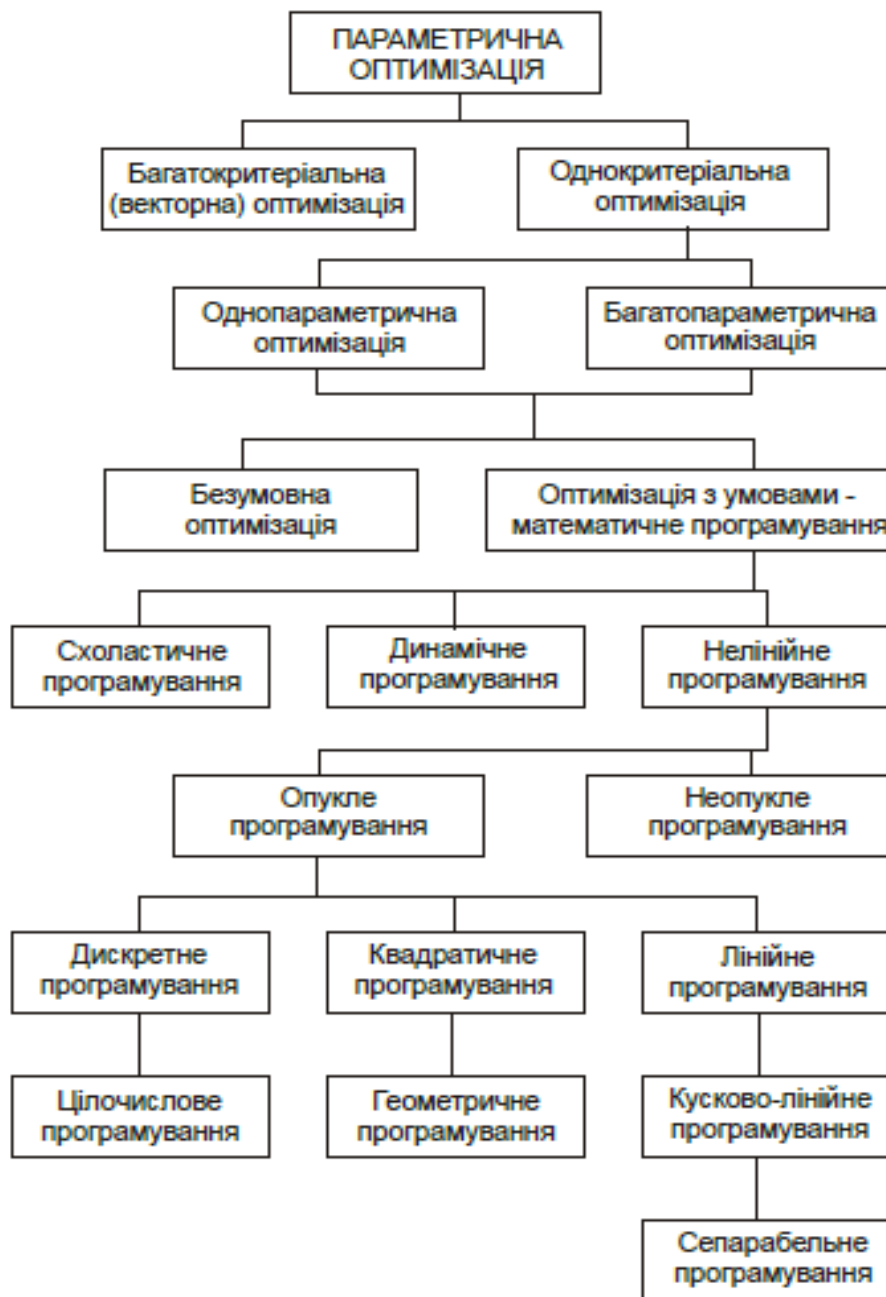 ПАРАМЕТРИЧНА
ОПТИМІЗАЦІЯ
Багатокритеріальна
(векторна) оптимізація
Однокритеріальна
оптимізація
Однопараметрична
оптимізація
Багатопараметрична
оптимізація
Безумовна
оптимізація
Оптимізація з умовами -
математичне програмування
Схоластичне
програмування
Динамічне
програмування
Нелінійне
програмування
Опукле
програмування
Неопукле
програмування
Дискретне
програмування
Квадратичне
програмування
Лінійне
програмування
Цілочислове
програмування
Геометричне
програмування
Кусково-лінійне
програмування
Сепарабельне
програмування